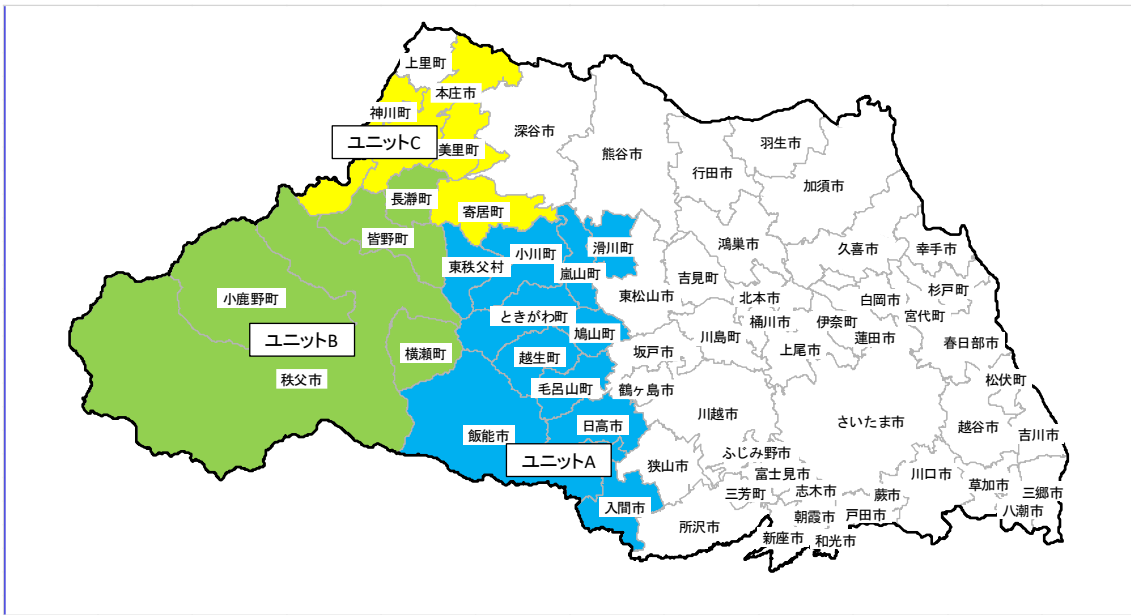 上里町
本庄市
神川町
ユニットC
美里町
深谷市
熊谷市
行田市
羽生市
加須市
長瀞町
寄居町
皆野町
東秩父村
小川町
嵐山町
滑川町
鴻巣市
久喜市
幸手市
吉見町
小鹿野町
東松山市
北本市
白岡市
杉戸町
ときがわ町
鳩山町
桶川市
伊奈町
宮代町
ユニットB
川島町
蓮田市
春日部市
横瀬町
越生町
坂戸市
上尾市
秩父市
毛呂山町
鶴ヶ島市
松伏町
川越市
さいたま市
日高市
越谷市
吉川市
飯能市
ユニットA
ふじみ野市
狭山市
富士見市
川口市
三芳町
志木市
蕨市
草加市
三郷市
入間市
朝霞市
戸田市
八潮市
所沢市
新座市
和光市